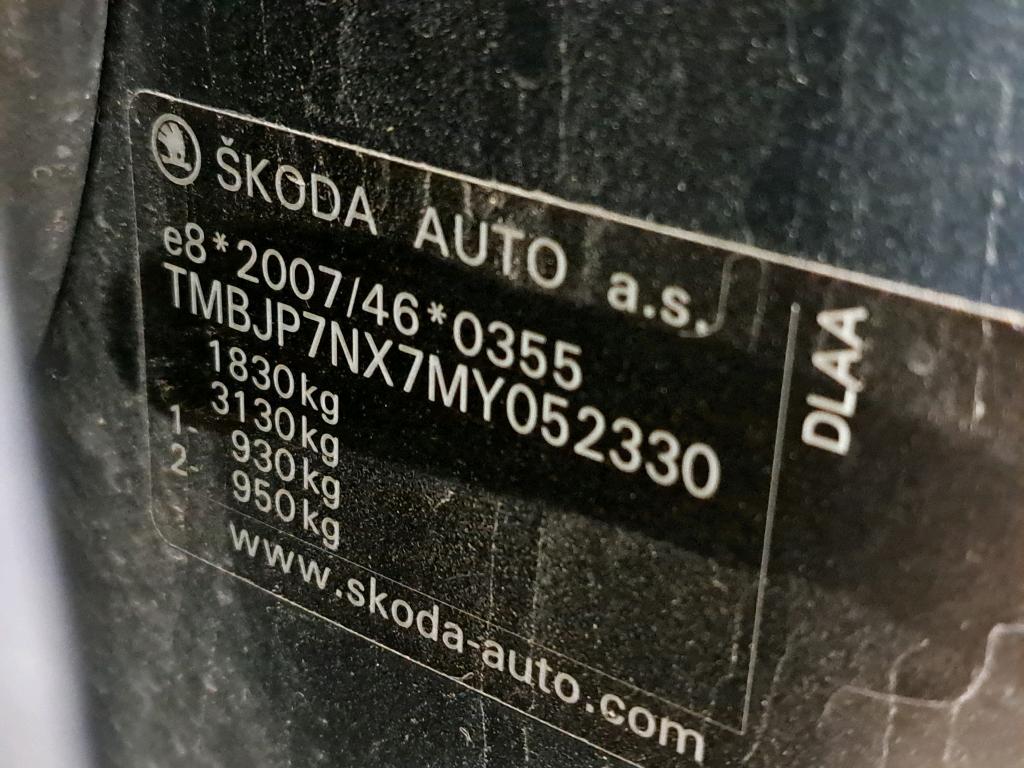 ŠKODA AUTO a.s.
e8*2007/46*0355
TMBJP7NX7MY052330
1830kg
3130kg
1- 930kg
2- 950kg
www.skoda-auto.com
DLAA